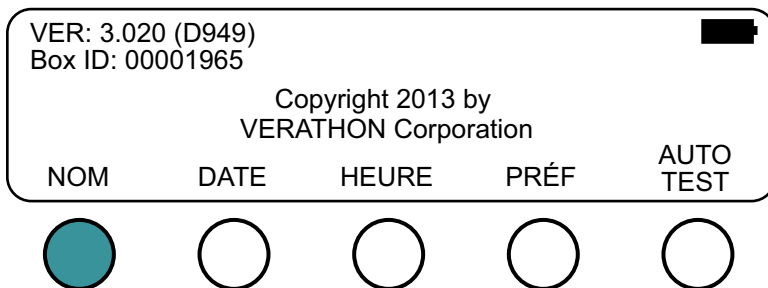 VER: 3.020 (D949)
Box ID: 00001965
Copyright 2013 by
VERATHON Corporation
NOM DATE HEURE PRÉF AUTO TEST